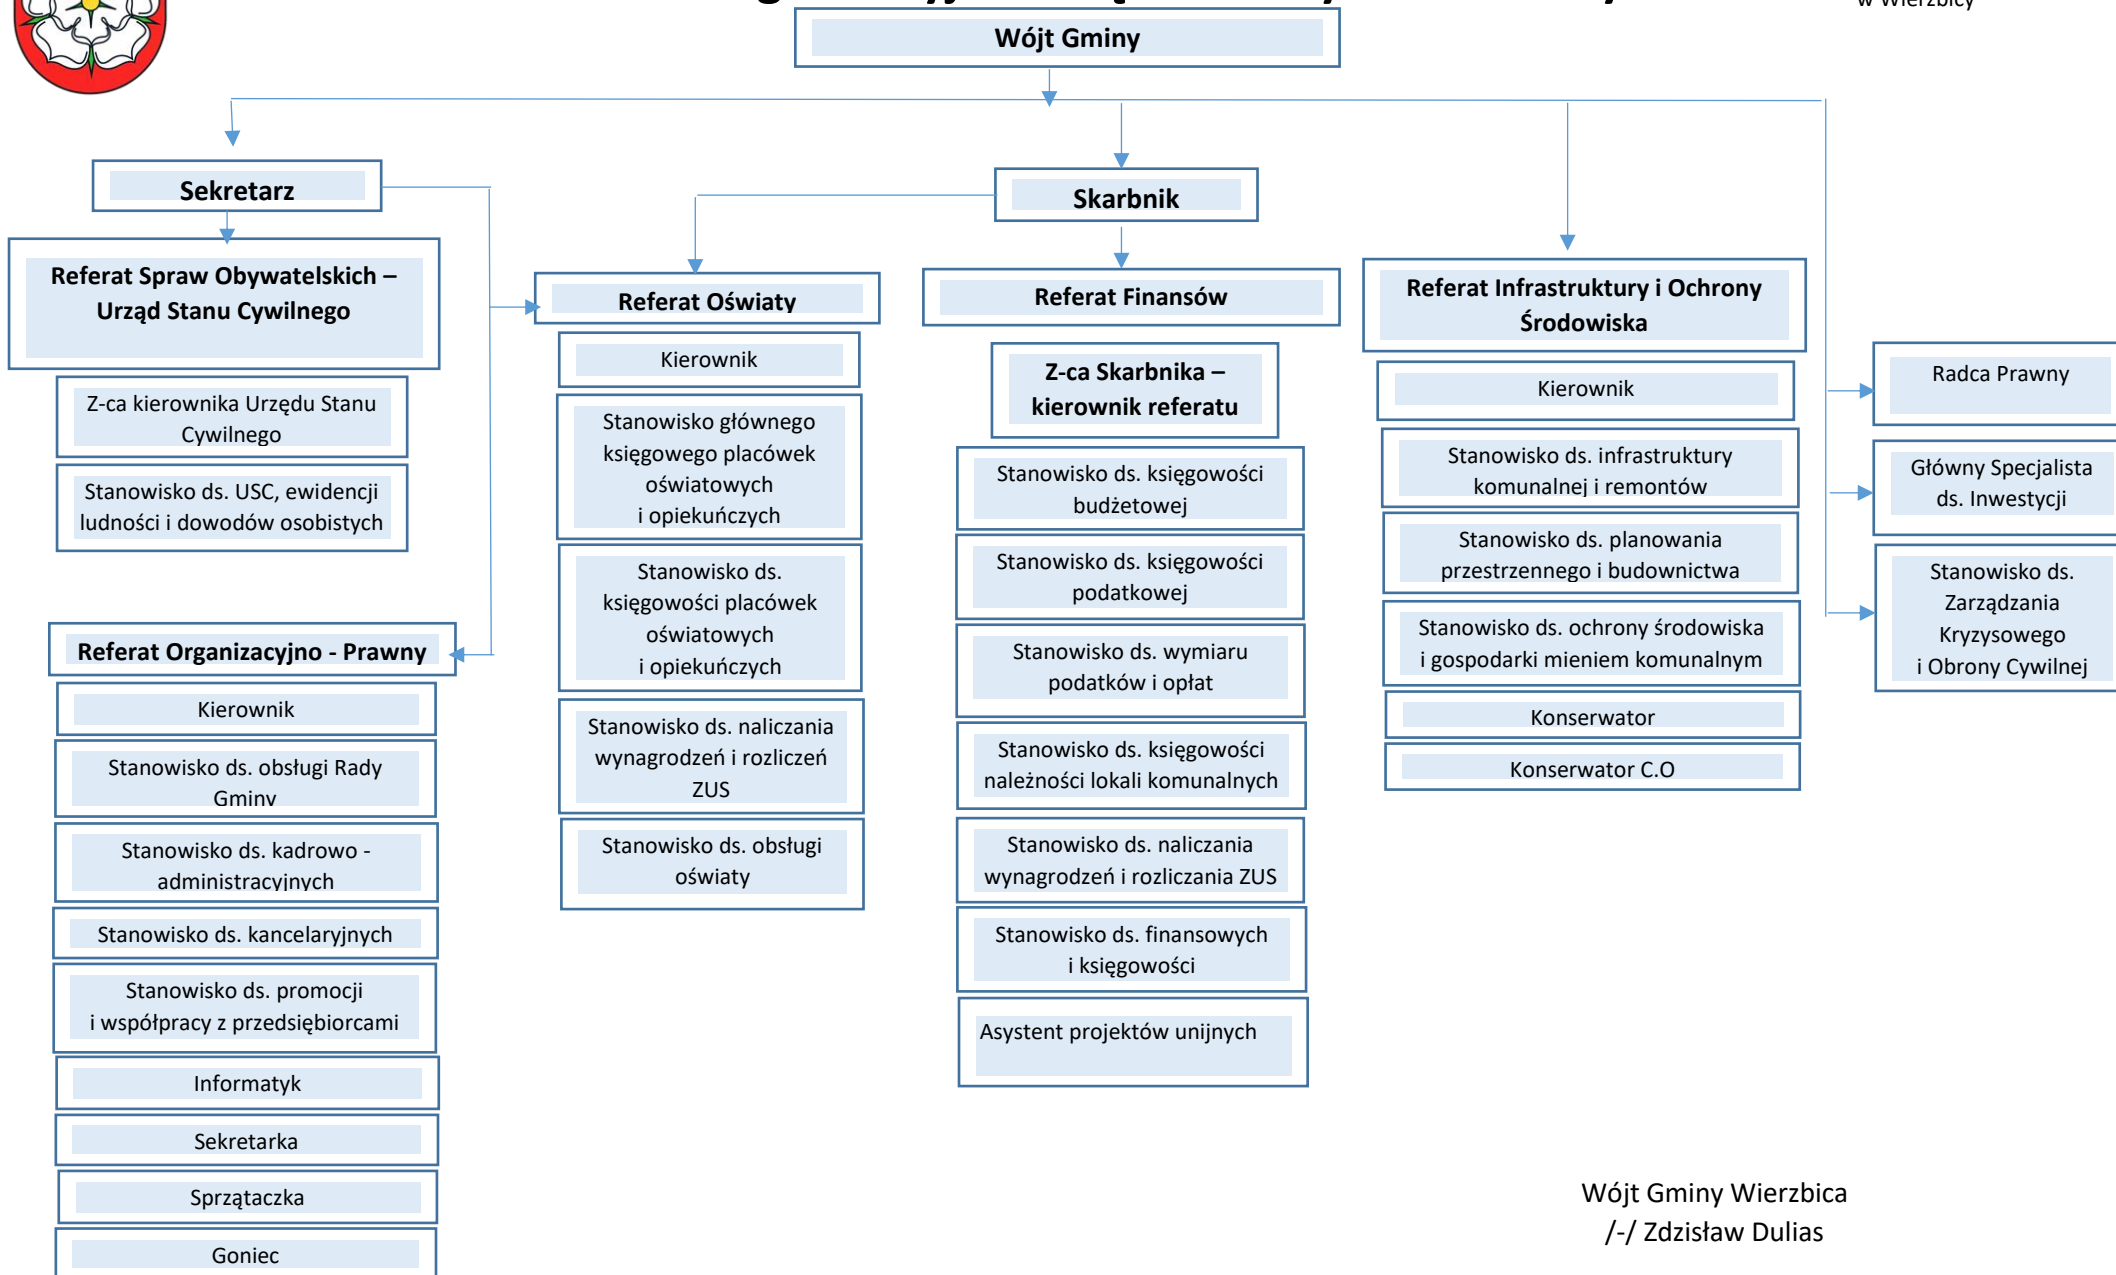 w Wierzbicy
Wójt Gminy
Sekretarz
Skarbnik
Referat Spraw Obywatelskich –
Urząd Stanu Cywilnego
Z-ca kierownika Urzędu Stanu
Cywilnego
Stanowisko ds. USC, ewidencji
ludności i dowodów osobistych
Referat Organizacyjno - Prawny
Kierownik
Stanowisko ds. obsługi Rady
Gminy
Stanowisko ds. kadrowo -
administracyjnych
Stanowisko ds. kancelaryjnych
Stanowisko ds. promocji
i współpracy z przedsiębiorcami
Informatyk
Sekretarka
Sprzątaczka
Goniec
Referat Oświaty
Kierownik
Stanowisko głównego
księgowego placówek
oświatowych
i opiekuńczych
Stanowisko ds.
księgowości placówek
oświatowych
i opiekuńczych
Stanowisko ds. naliczania
wynagrodzeń i rozliczeń
ZUS
Stanowisko ds. obsługi
oświaty
Referat Finansów
Z-ca Skarbnika –
kierownik referatu
Stanowisko ds. księgowości
budżetowej
Stanowisko ds. księgowości
podatkowej
Stanowisko ds. wymiaru
podatków i opłat
Stanowisko ds. księgowości
należności lokali komunalnych
Stanowisko ds. naliczania
wynagrodzeń i rozliczania ZUS
Stanowisko ds. finansowych
i księgowości
Asystent projektów unijnych
Referat Infrastruktury i Ochrony
Środowiska
Kierownik
Stanowisko ds. infrastruktury
komunalnej i remontów
Stanowisko ds. planowania
przestrzennego i budownictwa
Stanowisko ds. ochrony środowiska
i gospodarki mieniem komunalnym
Konserwator
Konserwator C.O
Radca Prawny
Główny Specjalista
ds. Inwestycji
Stanowisko ds.
Zarządzania
Kryzysowego
i Obrony Cywilnej
Wójt Gminy Wierzbica
/-/ Zdzisław Dulias